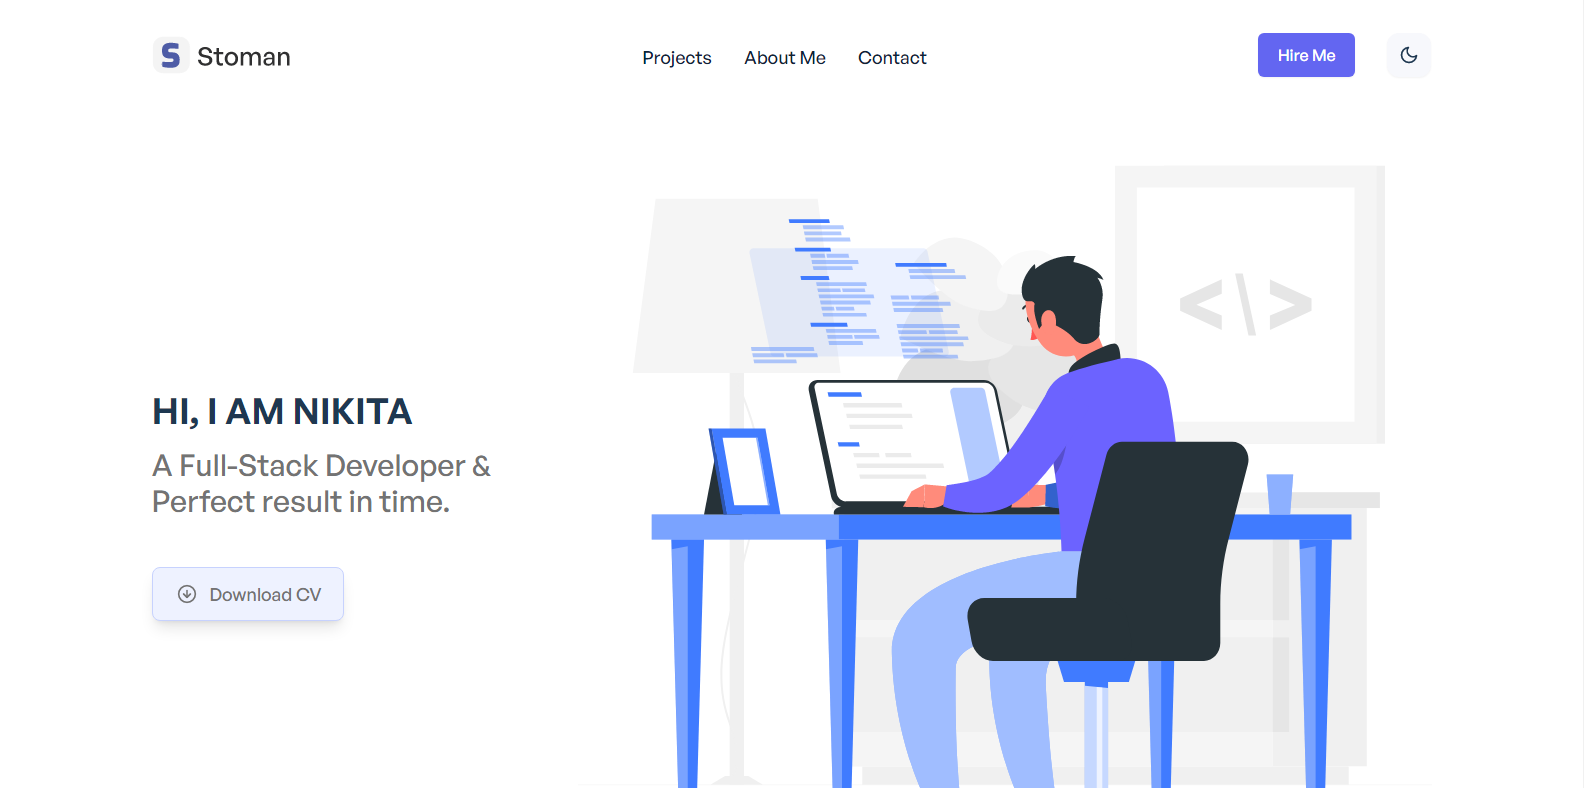 Stoman
Projects
About Me
Contact
Hire Me
<\>
HI, I AM NIKITA
A Full-Stack Developer &
Perfect result in time.
Download CV